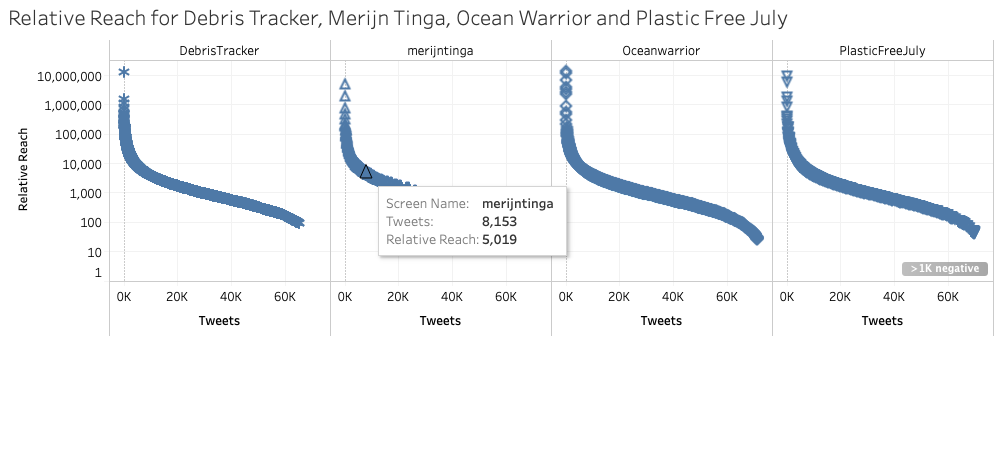 Relative Reach for Debris Tracker, Merijn Tinga, Ocean Warrior and Plastic Free July
DebrisTracker merijntinga Oceanwarrior PlasticFreeJuly
Relative Reach
10,000,000
1,000,000
100,000
10,000
1,000
100
10
1
Screen Name: merijntinga
Tweets: 8,153
Relative Reach: 5,019
>1K negative
0K 20K 40K 60K 0K 20K 40K 60K 0K 20K 40K 60K 0K 20K 40K 60K
Tweets Tweets Tweets Tweets